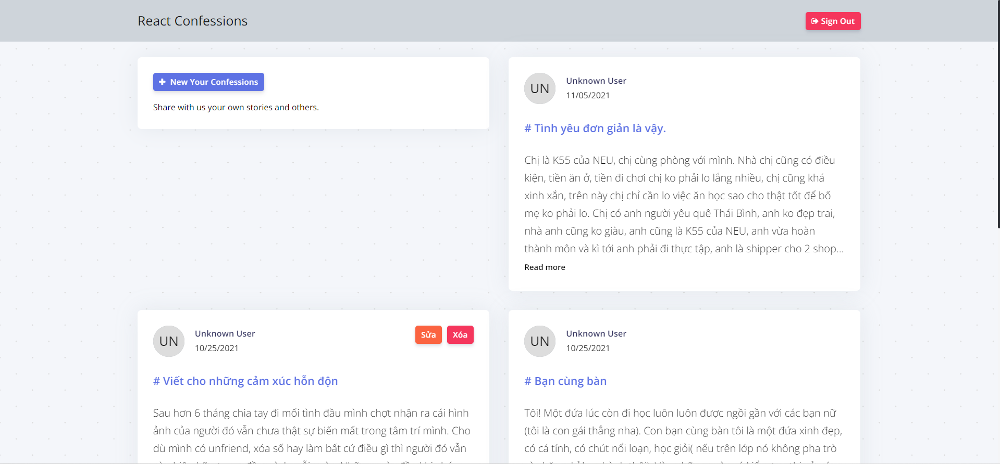 React Confessions
Sign Out
New Your Confessions
Share with us your own stories and others.
UN
Unknown User
11/05/2021
# Tình yêu đơn giản là vậy.
Chị là K55 của NEU, chị cùng phòng với mình. Nhà chị cũng có điều
kiện, tiền ăn ở, tiền đi chơi chị ko phải lo lắng nhiều, chị cũng khá
xinh xắn, trên này chị chỉ cần lo việc ăn học sao cho thật tốt để bố
mẹ ko phải lo. Chị có anh người yêu quê Thái Bình, anh ko đẹp trai,
nhà anh cũng ko giàu, anh cũng là K55 của NEU, anh vừa hoàn
thành môn và kì tới anh phải đi thực tập, anh là shipper cho 2 shop...
Read more
UN
Unknown User
10/25/2021
Sửa
Xóa
# Viết cho những cảm xúc hỗn độn
Sau hơn 6 tháng chia tay đi mối tình đầu mình chợt nhận ra cái hình
ảnh của người đó vẫn chưa thật sự biến mất trong tâm trí mình. Cho
dù mình có unfriend, xóa số hay làm bất cứ điều gì thì người đó vẫn
UN
Unknown User
10/25/2021
# Bạn cùng bàn
Tôi! Một đứa lúc còn đi học luôn luôn được ngồi gần với các bạn nữ
(tôi là con gái thẳng nha). Con bạn cùng bàn tôi là một đứa xinh đẹp,
có cá tính, có chút nổi loạn, học giỏi( nếu trên lớp nó không pha trò